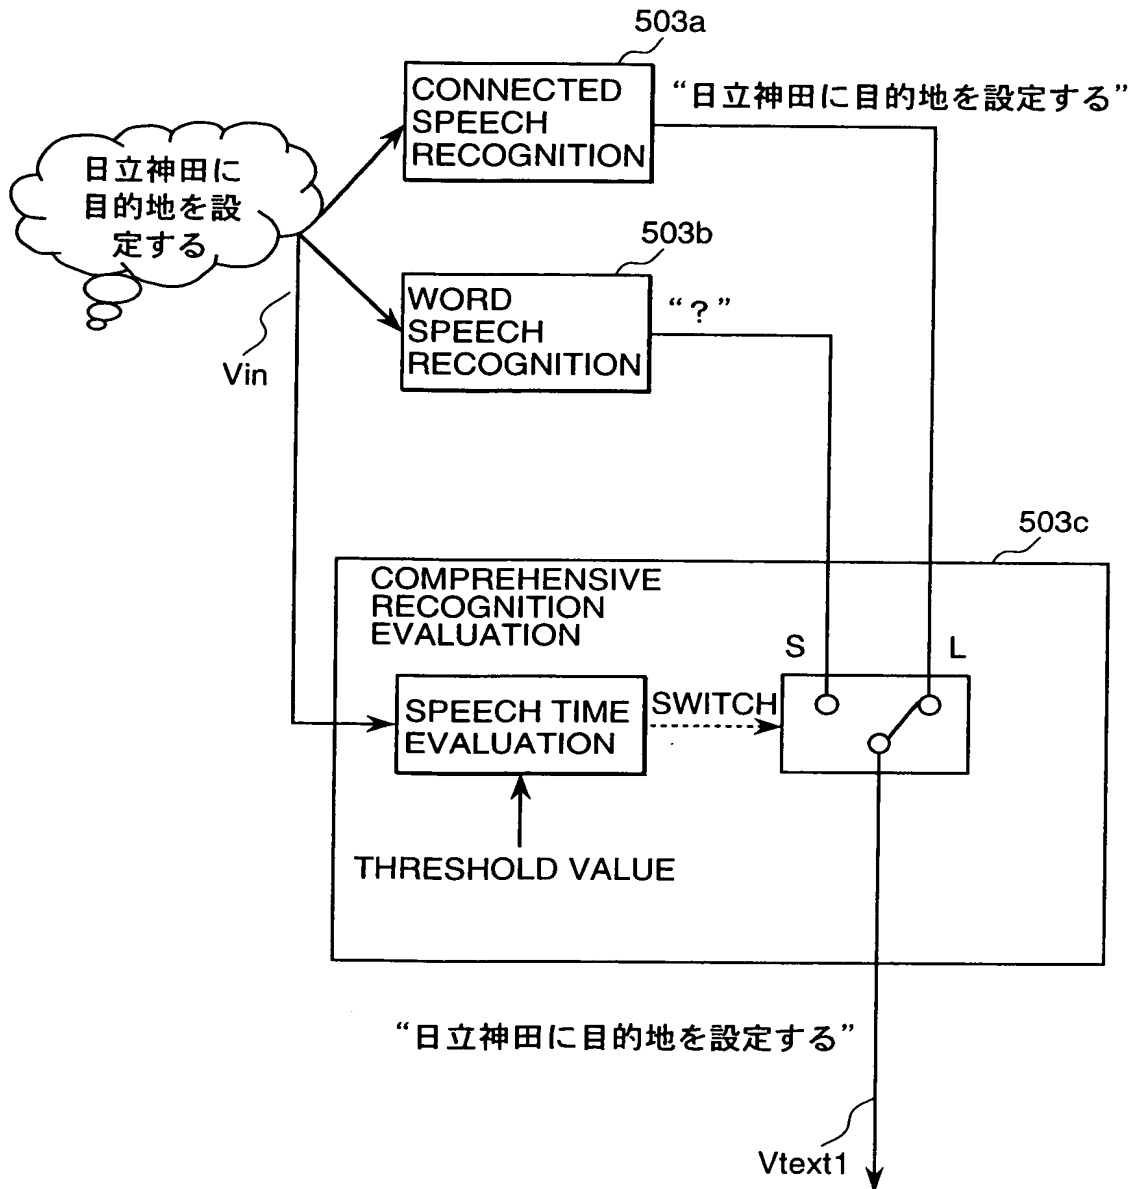 503a
CONNECTED
SPEECH
RECOGNITION
“日立神田に目的地を設定する”
日立神田に
目的地を設
定する
503b
WORD
SPEECH
RECOGNITION
“？”
Vin
503c
COMPREHENSIVE
RECOGNITION
EVALUATION
S
L
SPEECH TIME
EVALUATION
SWITCH
THRESHOLD VALUE
“日立神田に目的地を設定する”
Vtext1